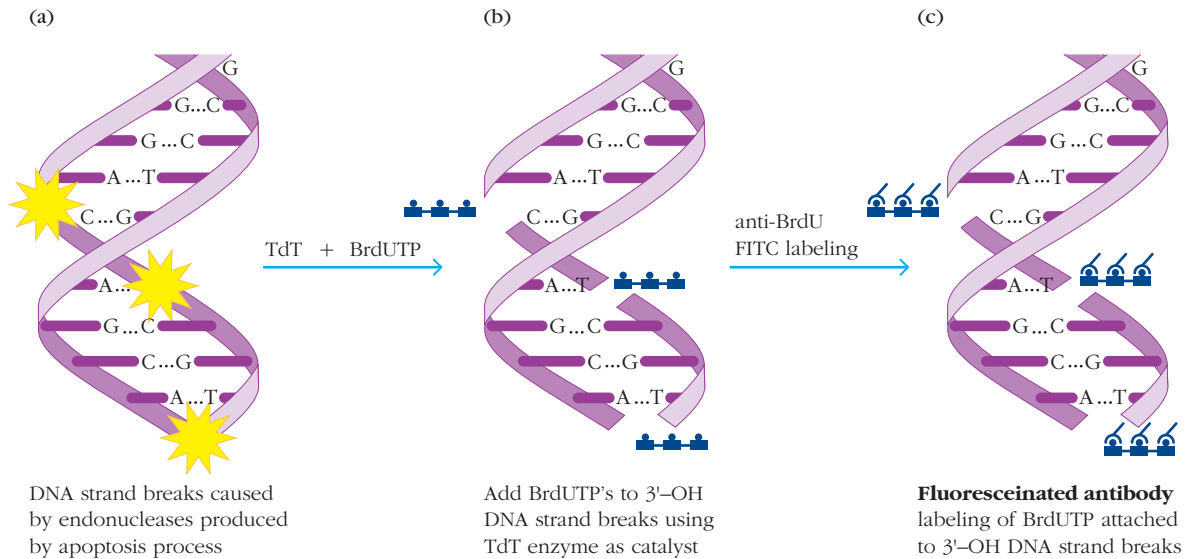 (a)
G
G...C
G...C
A...T
C...G
A...
G...C
C...G
A...T
DNA strand breaks caused
by endonucleases produced
by apoptosis process
TdT + BrdUTP
(b)
G
G...C
G...C
A...T
C...G
A...T
G...C
C...G
A...T
Add BrdUTP's to 3'–OH
DNA strand breaks using
TdT enzyme as catalyst
anti-BrdU
FITC labeling
(c)
G
G...C
G...C
A...T
C...G
A...T
G...C
C...G
A...T
Fluoresceinated antibody
labeling of BrdUTP attached
to 3'–OH DNA strand breaks